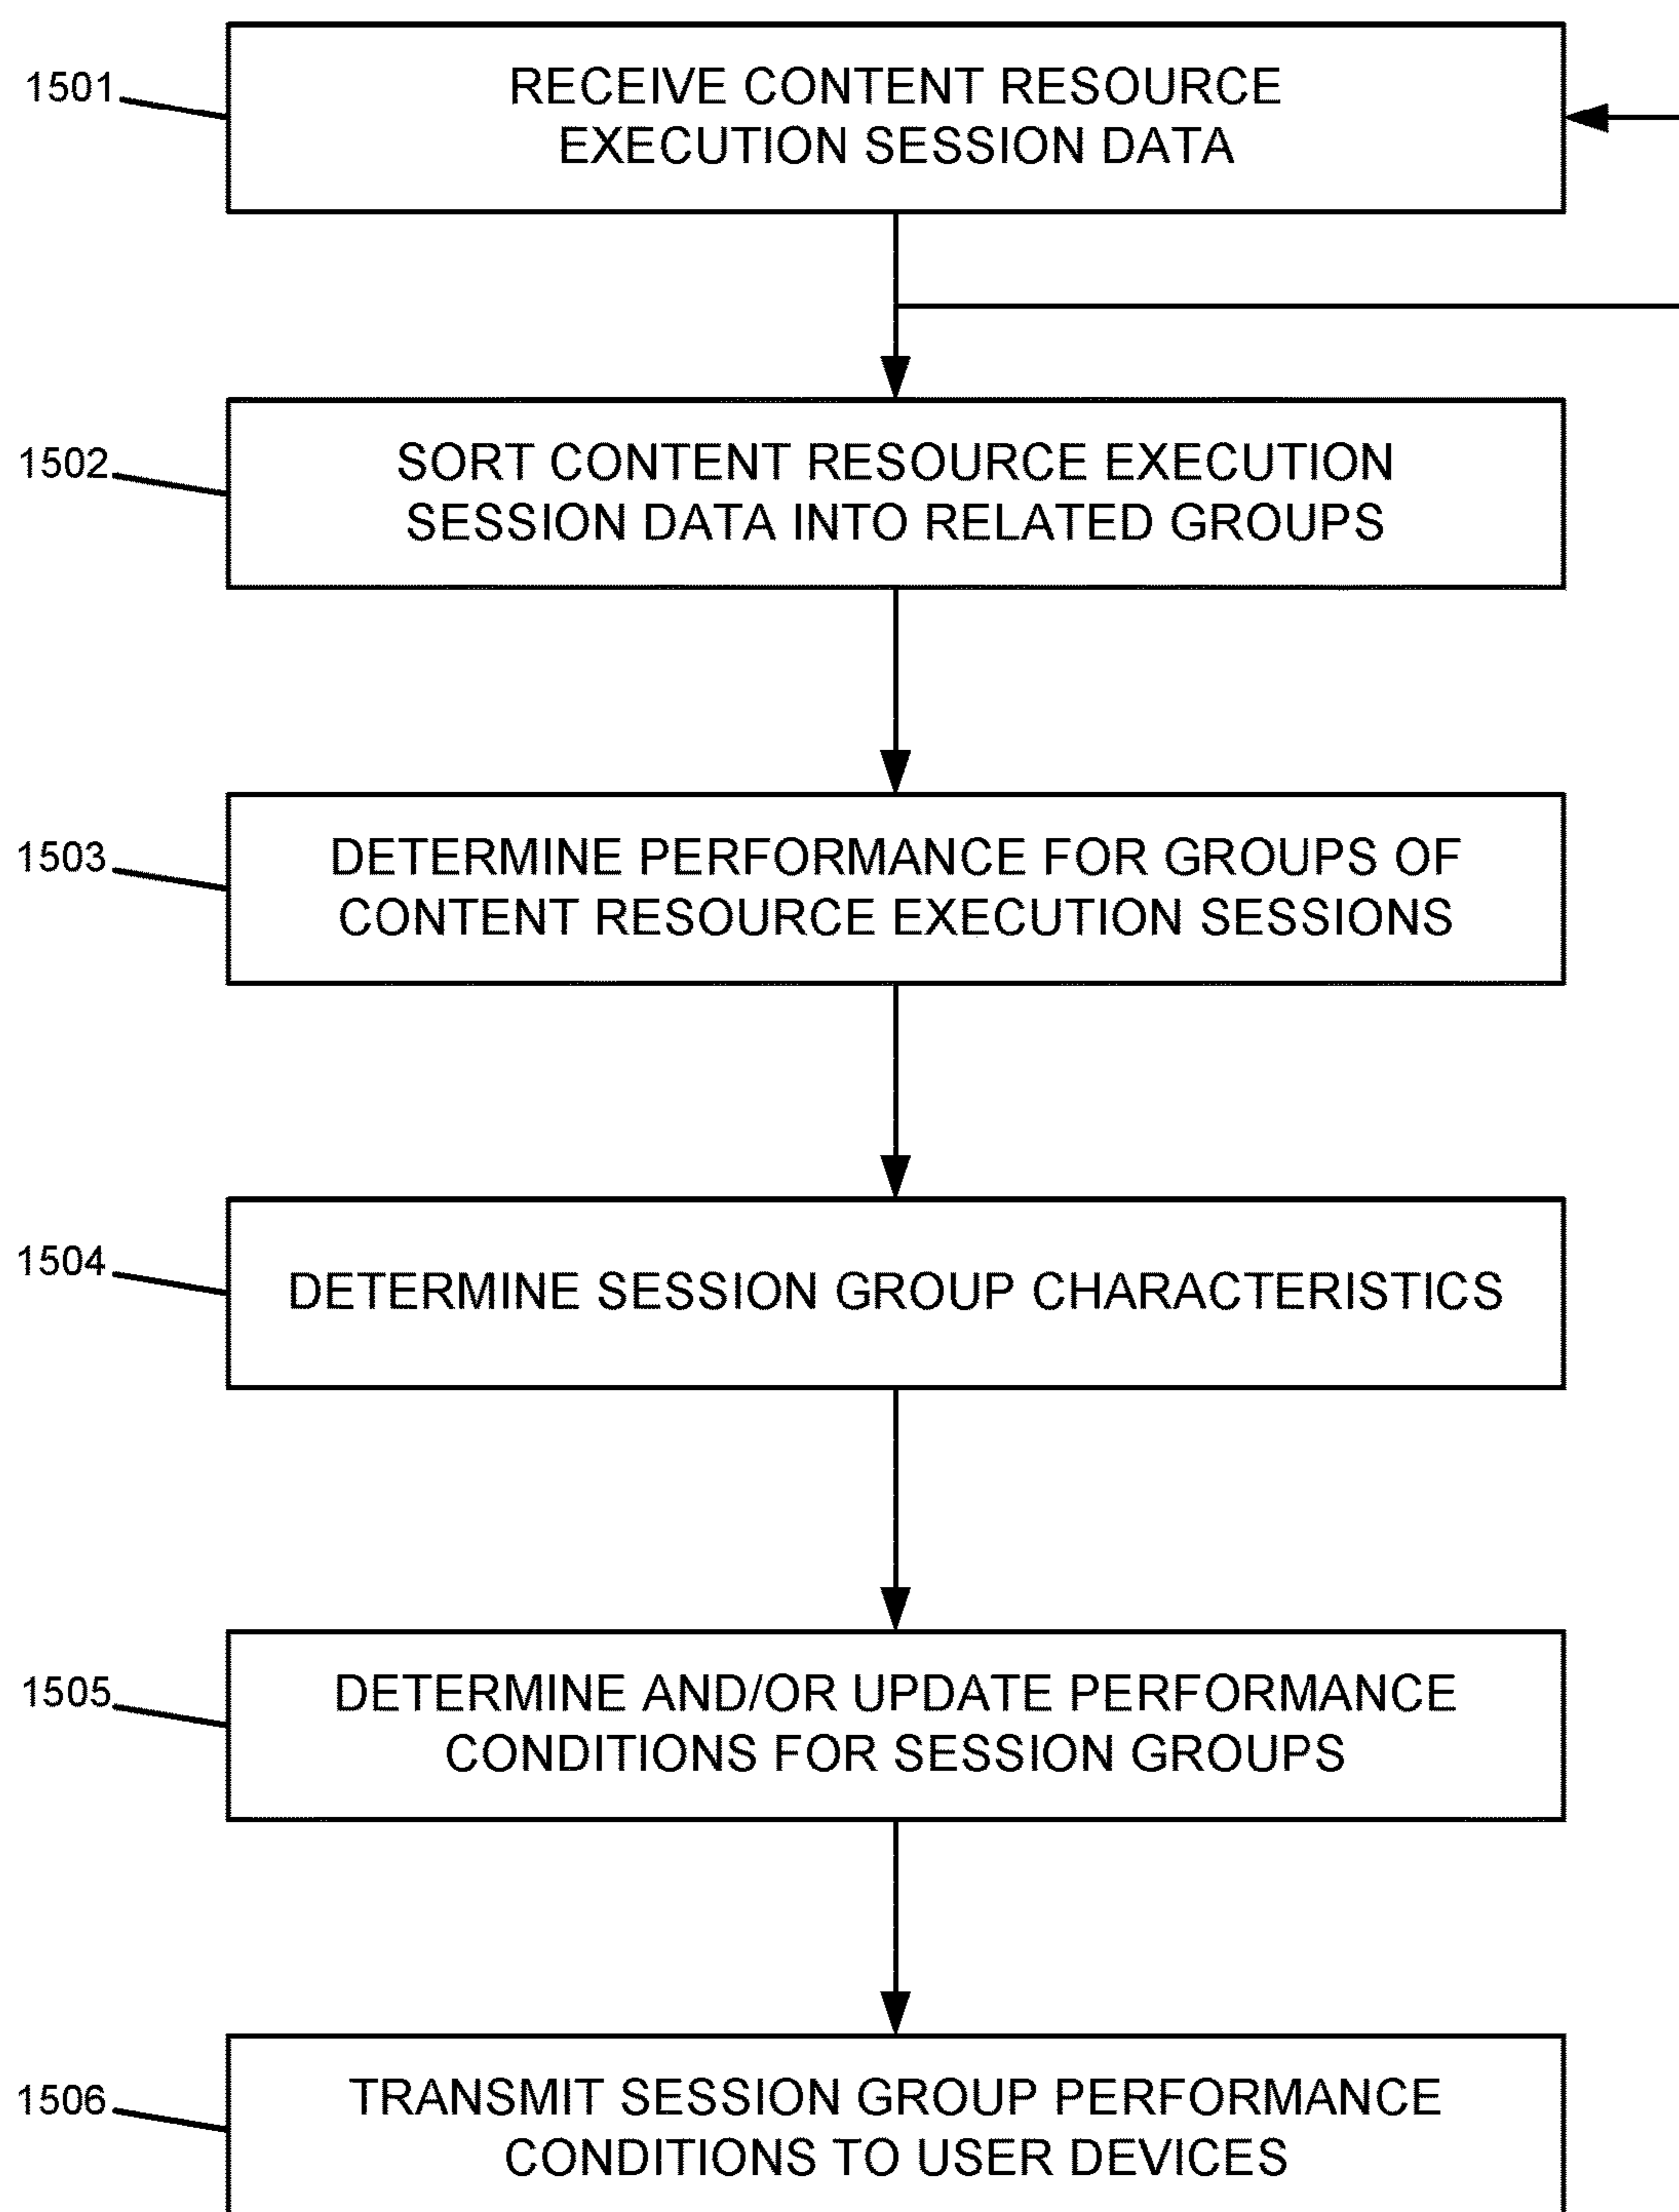 1501
RECEIVE CONTENT RESOURCE
EXECUTION SESSION DATA
1502
SORT CONTENT RESOURCE EXECUTION
SESSION DATA INTO RELATED GROUPS
1503
DETERMINE PERFORMANCE FOR GROUPS OF
CONTENT RESOURCE EXECUTION SESSIONS
1504
DETERMINE SESSION GROUP CHARACTERISTICS
1505
DETERMINE AND/OR UPDATE PERFORMANCE
CONDITIONS FOR SESSION GROUPS
1506
TRANSMIT SESSION GROUP PERFORMANCE
CONDITIONS TO USER DEVICES